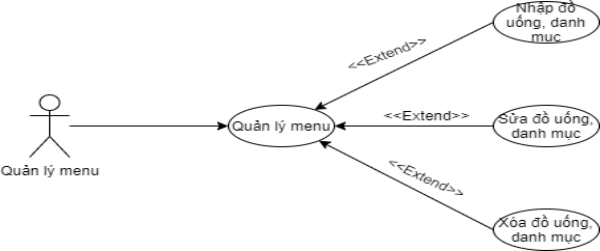 Nhập đồ
uống, danh
mục
<<Extend>>
Quản lý menu
<<Extend>>
Sửa đồ uống,
danh mục
Quản lý menu
<<Extend>>
Xóa đồ uống,
danh mục